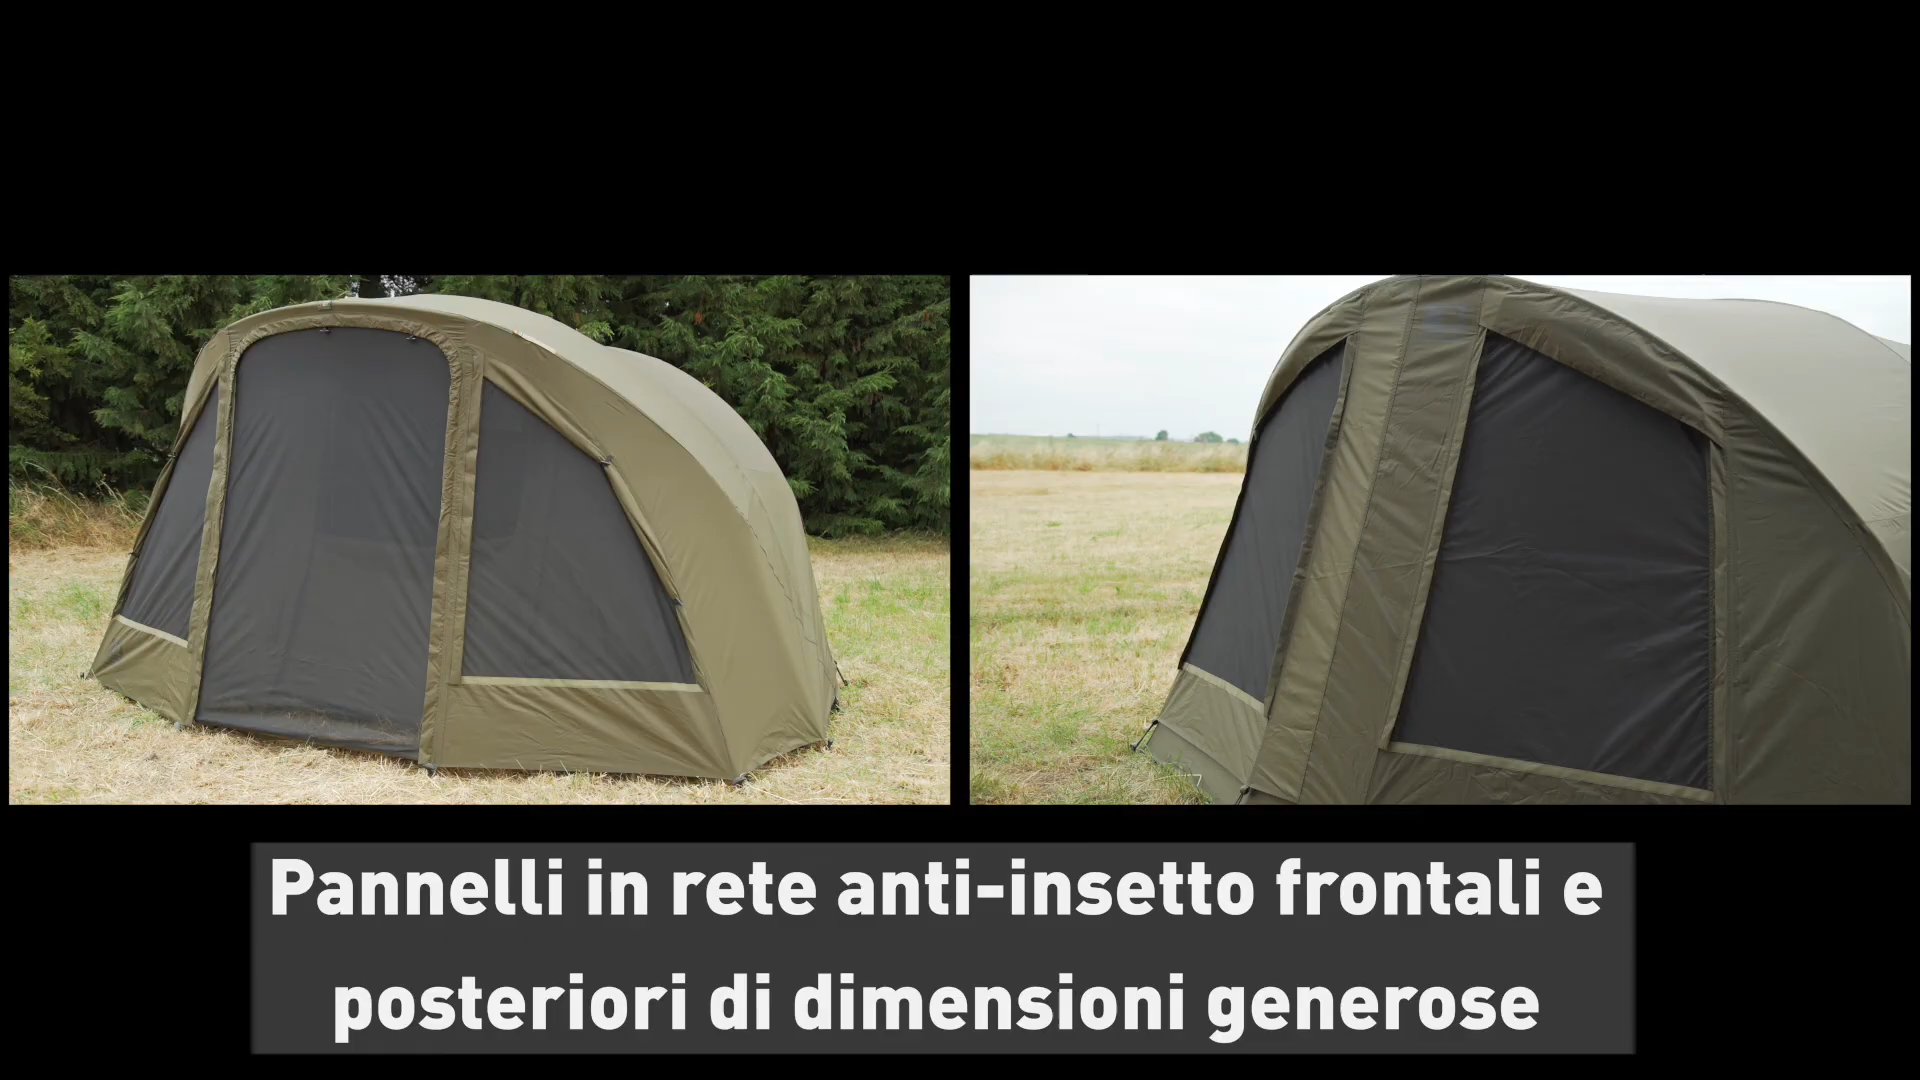 Pannelli in rete anti-insetto frontali e
posteriori di dimensioni generose